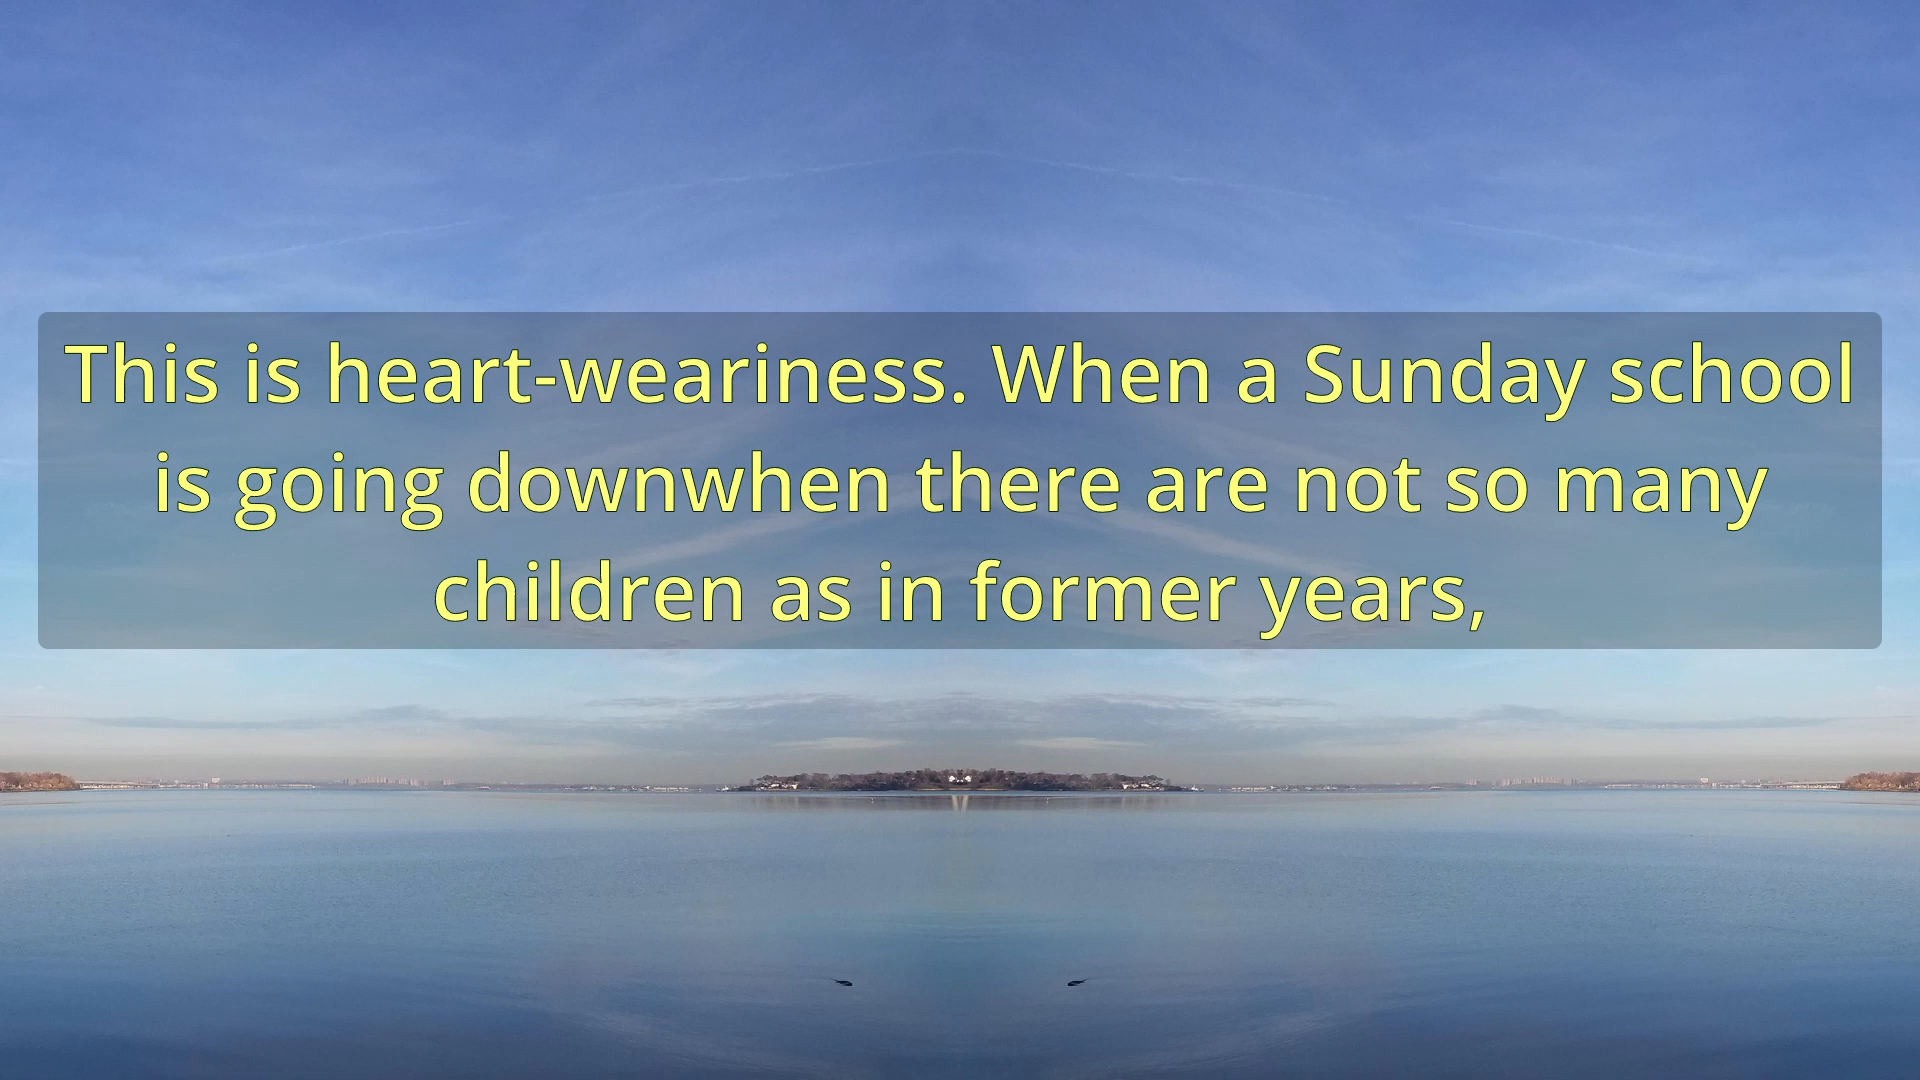 This is heart-weariness. When a Sunday school
is going downwhen there are not so many
children as in former years,